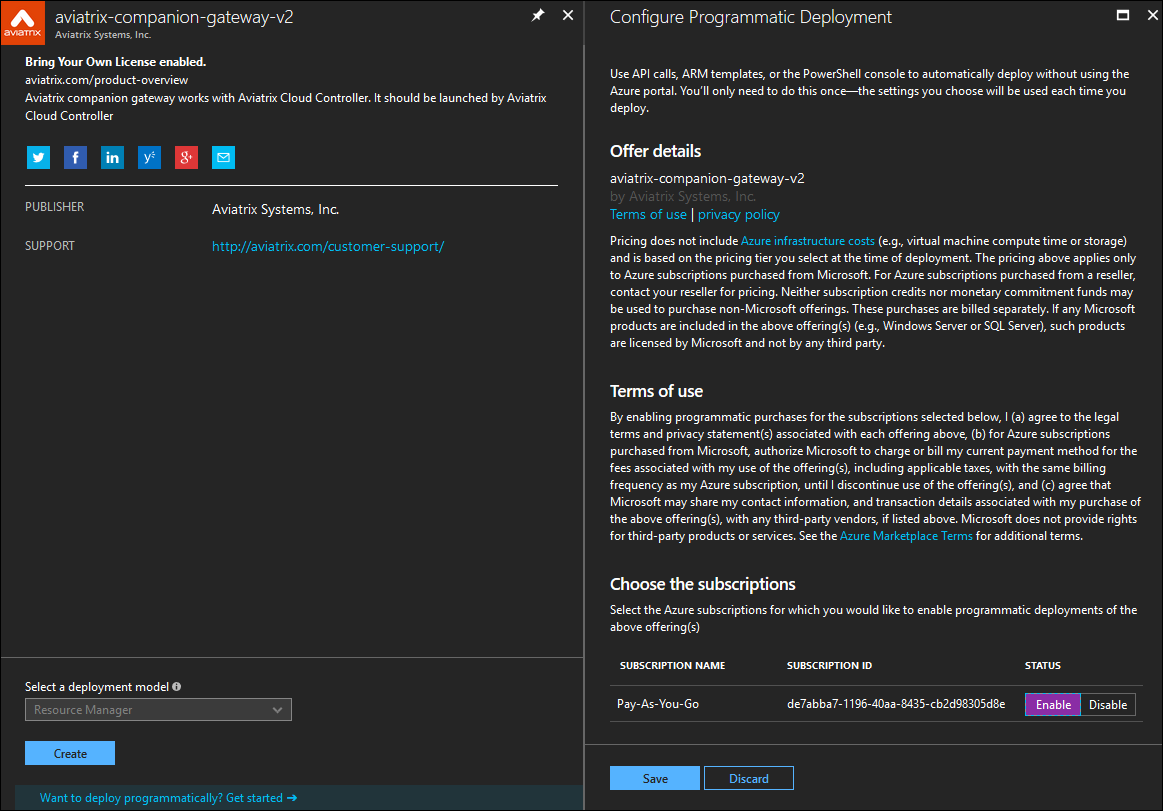 aviatrix
aviatrix-companion-gateway-v2
Aviatrix Systems, Inc.
Bring Your Own License enabled.
aviatrix.com/product-overview
Aviatrix companion gateway works with Aviatrix Cloud Controller. It should be launched by Aviatrix
Cloud Controller
f
in
y
g+
PUBLISHER
Aviatrix Systems, Inc.
SUPPORT
http://aviatrix.com/customer-support/
Select a deployment model
Resource Manager
Create
Want to deploy programmatically? Get started →
Configure Programmatic Deployment
Use API calls, ARM templates, or the PowerShell console to automatically deploy without using the
Azure portal. You'll only need to do this once—the settings you choose will be used each time you
deploy.
Offer details
aviatrix-companion-gateway-v2
by Aviatrix Systems, Inc.
Terms of use | privacy policy
Pricing does not include Azure infrastructure costs (e.g., virtual machine compute time or storage)
and is based on the pricing tier you select at the time of deployment. The pricing above applies only
to Azure subscriptions purchased from Microsoft. For Azure subscriptions purchased from a reseller,
contact your reseller for pricing. Neither subscription credits nor monetary commitment funds may
be used to purchase non-Microsoft offerings. These purchases are billed separately. If any Microsoft
products are included in the above offering(s) (e.g., Windows Server or SQL Server), such products
are licensed by Microsoft and not by any third party.
Terms of use
By enabling programmatic purchases for the subscriptions selected below, I (a) agree to the legal
terms and privacy statement(s) associated with each offering above, (b) for Azure subscriptions
purchased from Microsoft, authorize Microsoft to charge or bill my current payment method for the
fees associated with my use of the offering(s), including applicable taxes, with the same billing
frequency as my Azure subscription, until I discontinue use of the offering(s), and (c) agree that
Microsoft may share my contact information, and transaction details associated with my purchase of
the above offering(s), with any third-party vendors, if listed above. Microsoft does not provide rights
for third-party products or services. See the Azure Marketplace Terms for additional terms.
Choose the subscriptions
Select the Azure subscriptions for which you would like to enable programmatic deployments of the
above offering(s)
SUBSCRIPTION NAME SUBSCRIPTION ID STATUS
Pay-As-You-Go de7abba7-1196-40aa-8435-cb2d98305d8e Enable Disable
Save Discard